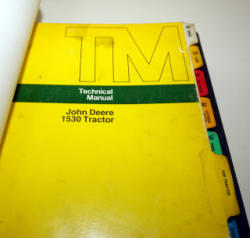 TM
Technical
Manual
John Deere
1530 Tractor